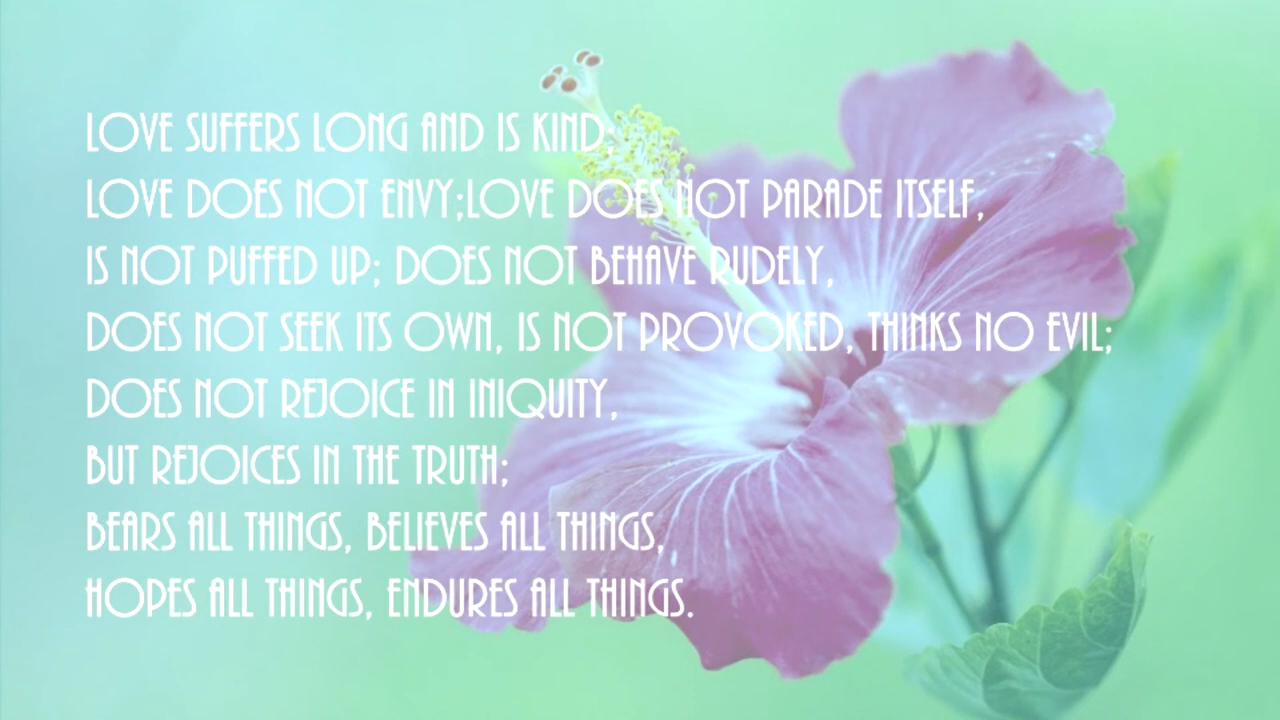 LOVE SUFFERS LONG AND IS KIND;
LOVE DOES NOT ENVY;LOVE DOES NOT PARADE ITSELF,
IS NOT PUFFED UP; DOES NOT BEHAVE RUDELY,
DOES NOT SEEK ITS OWN, IS NOT PROVOKED, THINKS NO EVIL;
DOES NOT REJOICE IN INIQUITY,
BUT REJOICES IN THE TRUTH;
BEARS ALL THINGS, BELIEVES ALL THINGS,
HOPES ALL THINGS, ENDURES ALL THINGS.